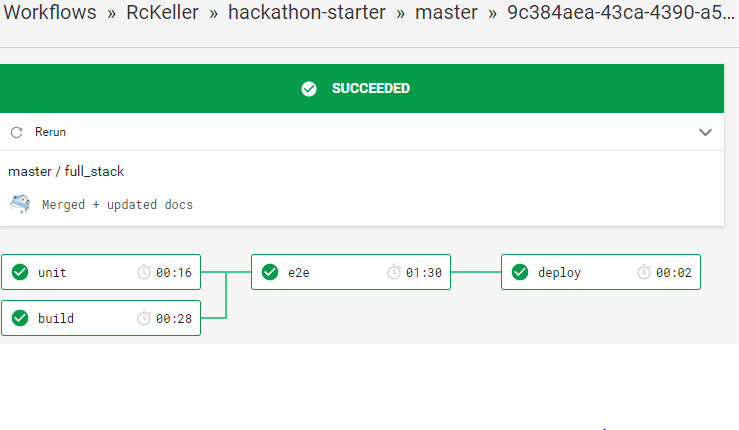 Workflows » RcKeller » hackathon-starter » master » 9c384aea-43ca-4390-a5...
SUCCEEDED
Rerun
master / full_stack
Merged + updated docs
unit 00:16
e2e 01:30
deploy 00:02
build 00:28